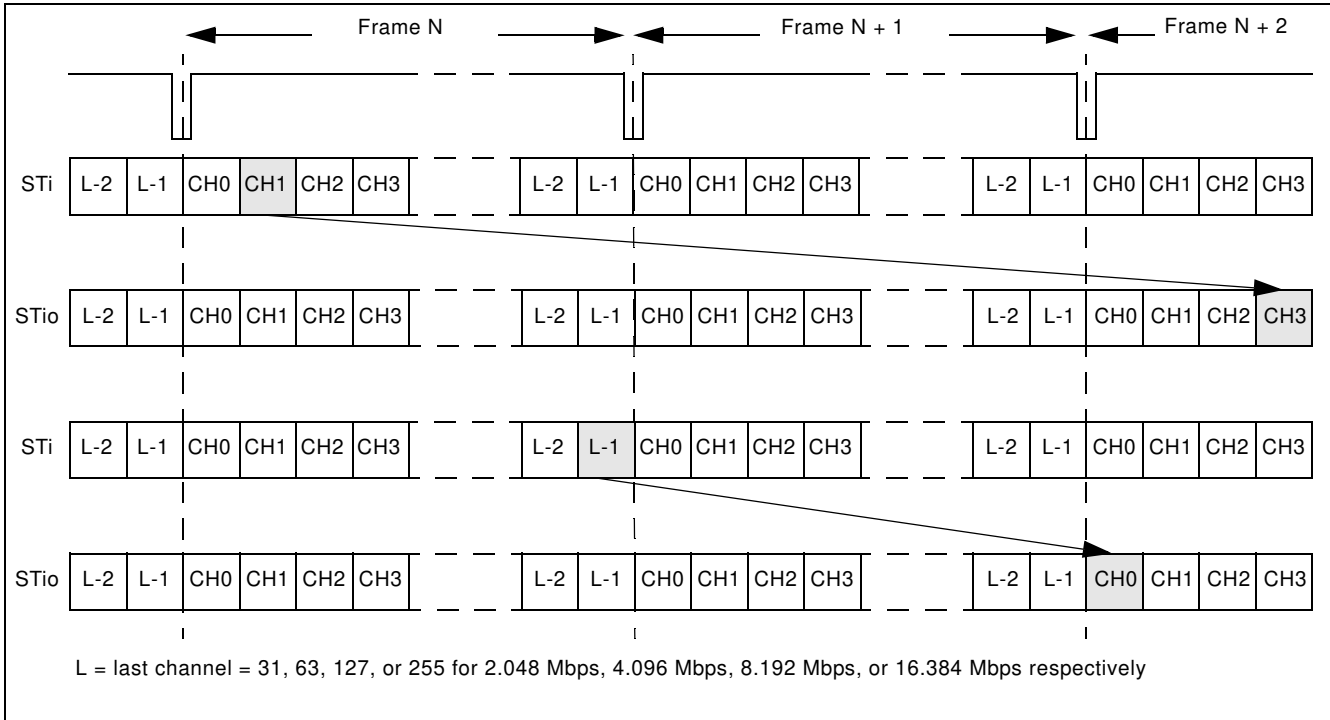 Frame N Frame N + 1 Frame N + 2
STi L-2 L-1 CH0 CH1 CH2 CH3 L-2 L-1 CH0 CH1 CH2 CH3 L-2 L-1 CH0 CH1 CH2 CH3
STio L-2 L-1 CH0 CH1 CH2 CH3 L-2 L-1 CH0 CH1 CH2 CH3 L-2 L-1 CH0 CH1 CH2 CH3
STi L-2 L-1 CH0 CH1 CH2 CH3 L-2 L-1 CH0 CH1 CH2 CH3 L-2 L-1 CH0 CH1 CH2 CH3
STio L-2 L-1 CH0 CH1 CH2 CH3 L-2 L-1 CH0 CH1 CH2 CH3 L-2 L-1 CH0 CH1 CH2 CH3
L = last channel = 31, 63, 127, or 255 for 2.048 Mbps, 4.096 Mbps, 8.192 Mbps, or 16.384 Mbps respectively